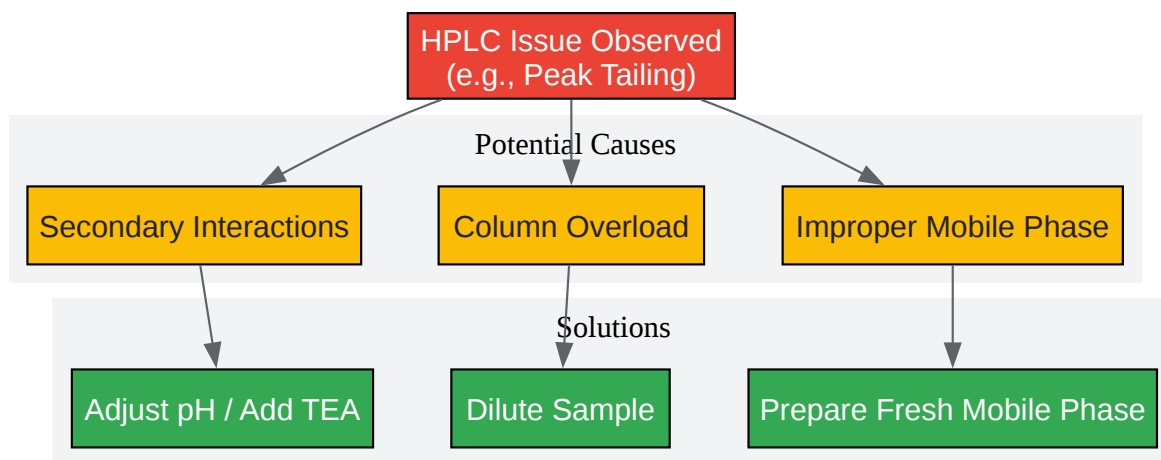 HPLC Issue Observed
(e.g., Peak Tailing)
Potential Causes
Secondary Interactions
Column Overload
Improper Mobile Phase
Solutions
Adjust pH / Add TEA
Dilute Sample
Prepare Fresh Mobile Phase